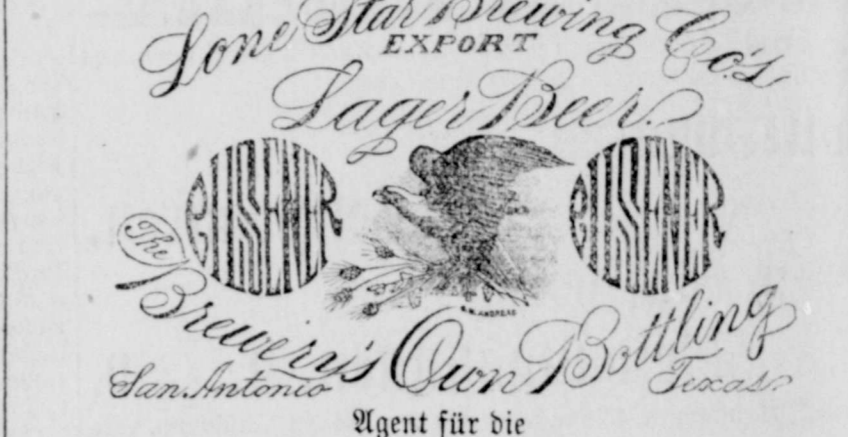 Lone Star Brewing Co's
EXPORT
Lager Beer.
PILSENER
PILSENER
The
Brewery's Own Bottling
San Antonio Texas
Agent für die